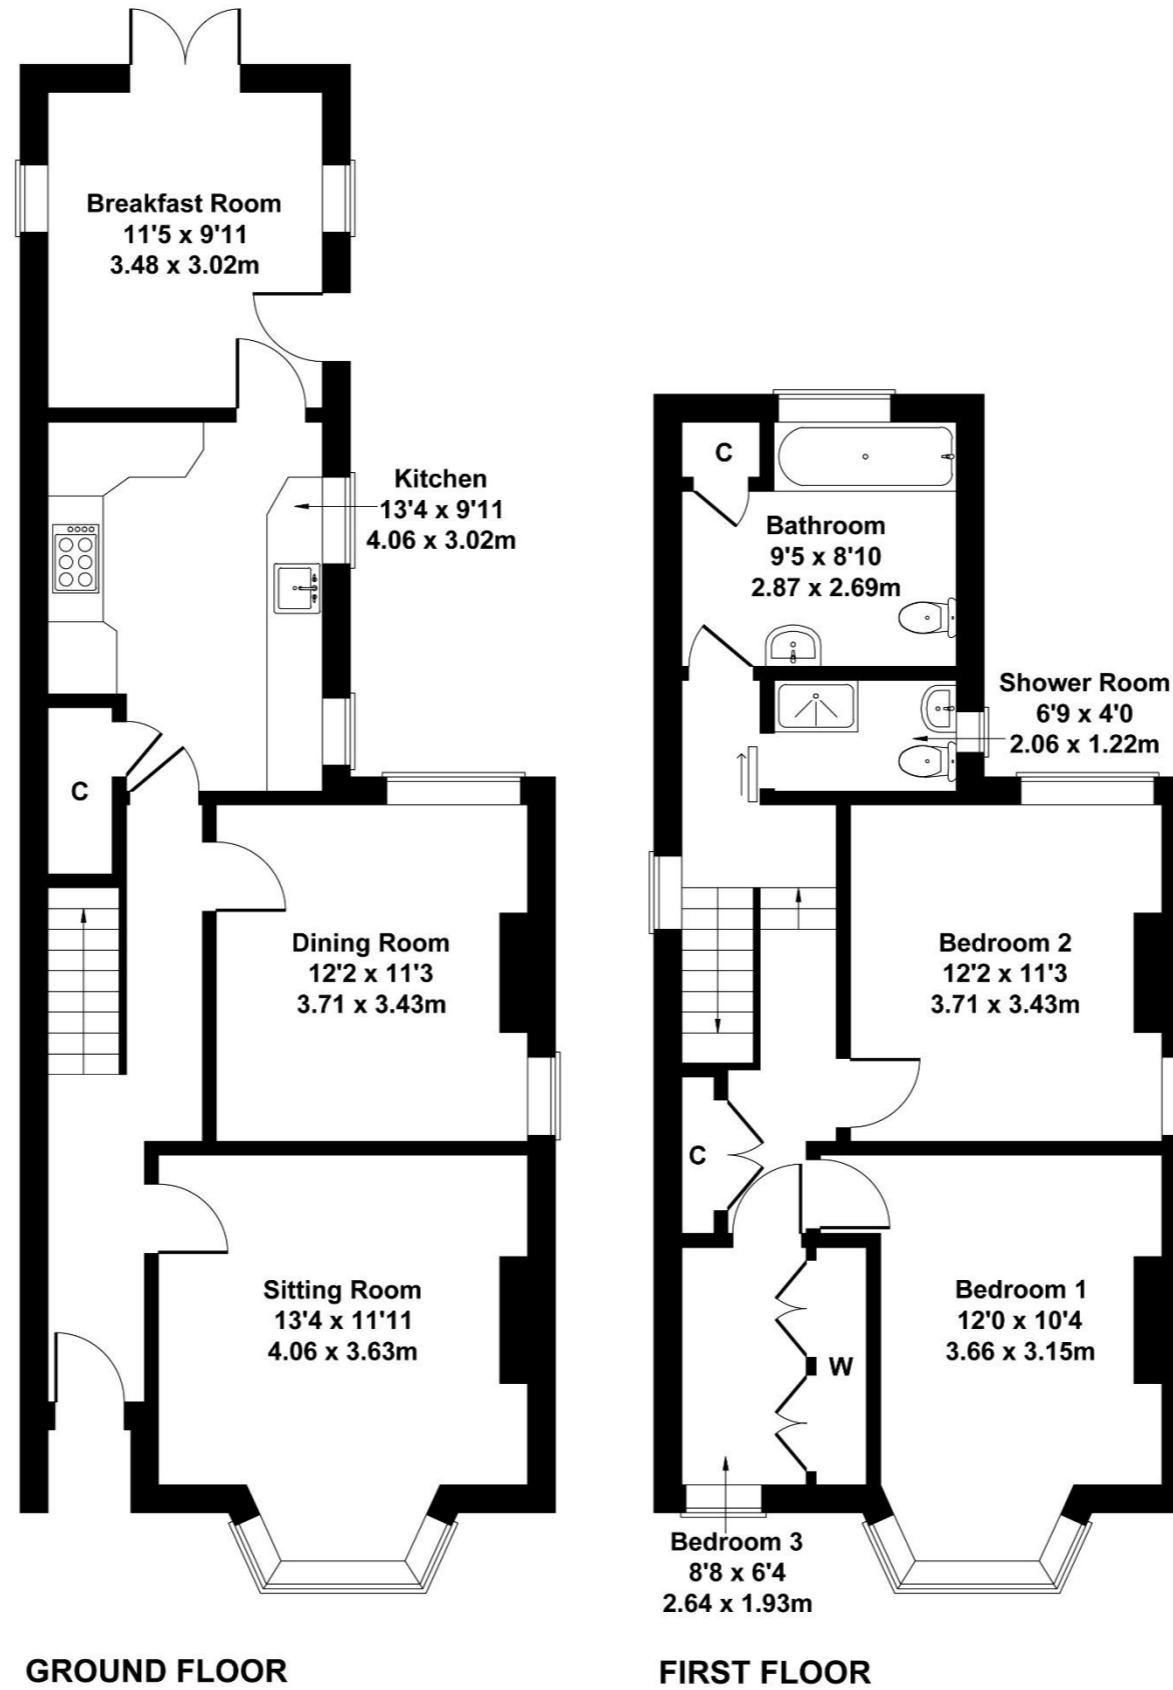 Breakfast Room
11'5 x 9'11
3.48 x 3.02m
Kitchen
13'4 x 9'11
4.06 x 3.02m
C
Dining Room
12'2 x 11'3
3.71 x 3.43m
Sitting Room
13'4 x 11'11
4.06 x 3.63m
GROUND FLOOR
C
Bathroom
9'5 x 8'10
2.87 x 2.69m
Shower Room
6'9 x 4'0
2.06 x 1.22m
Bedroom 2
12'2 x 11'3
3.71 x 3.43m
C
Bedroom 1
12'0 x 10'4
3.66 x 3.15m
W
Bedroom 3
8'8 x 6'4
2.64 x 1.93m
FIRST FLOOR